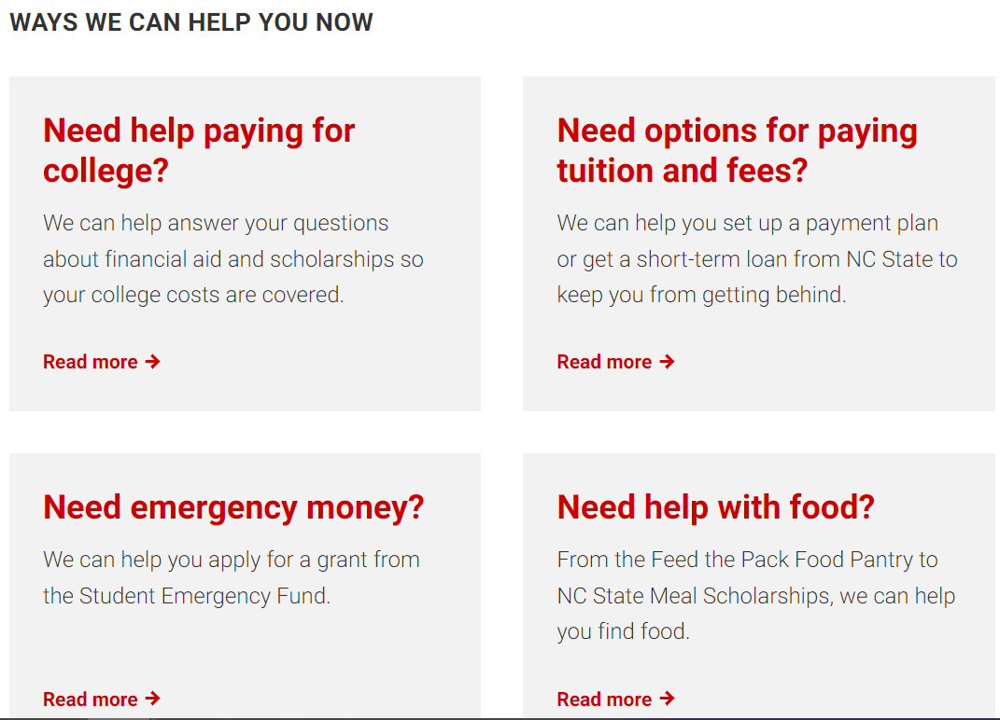 WAYS WE CAN HELP YOU NOW
Need help paying for
college?
We can help answer your questions
about financial aid and scholarships so
your college costs are covered.
Read more →
Need options for paying
tuition and fees?
We can help you set up a payment plan
or get a short-term loan from NC State to
keep you from getting behind.
Read more →
Need emergency money?
We can help you apply for a grant from
the Student Emergency Fund.
Read more →
Need help with food?
From the Feed the Pack Food Pantry to
NC State Meal Scholarships, we can help
you find food.
Read more →